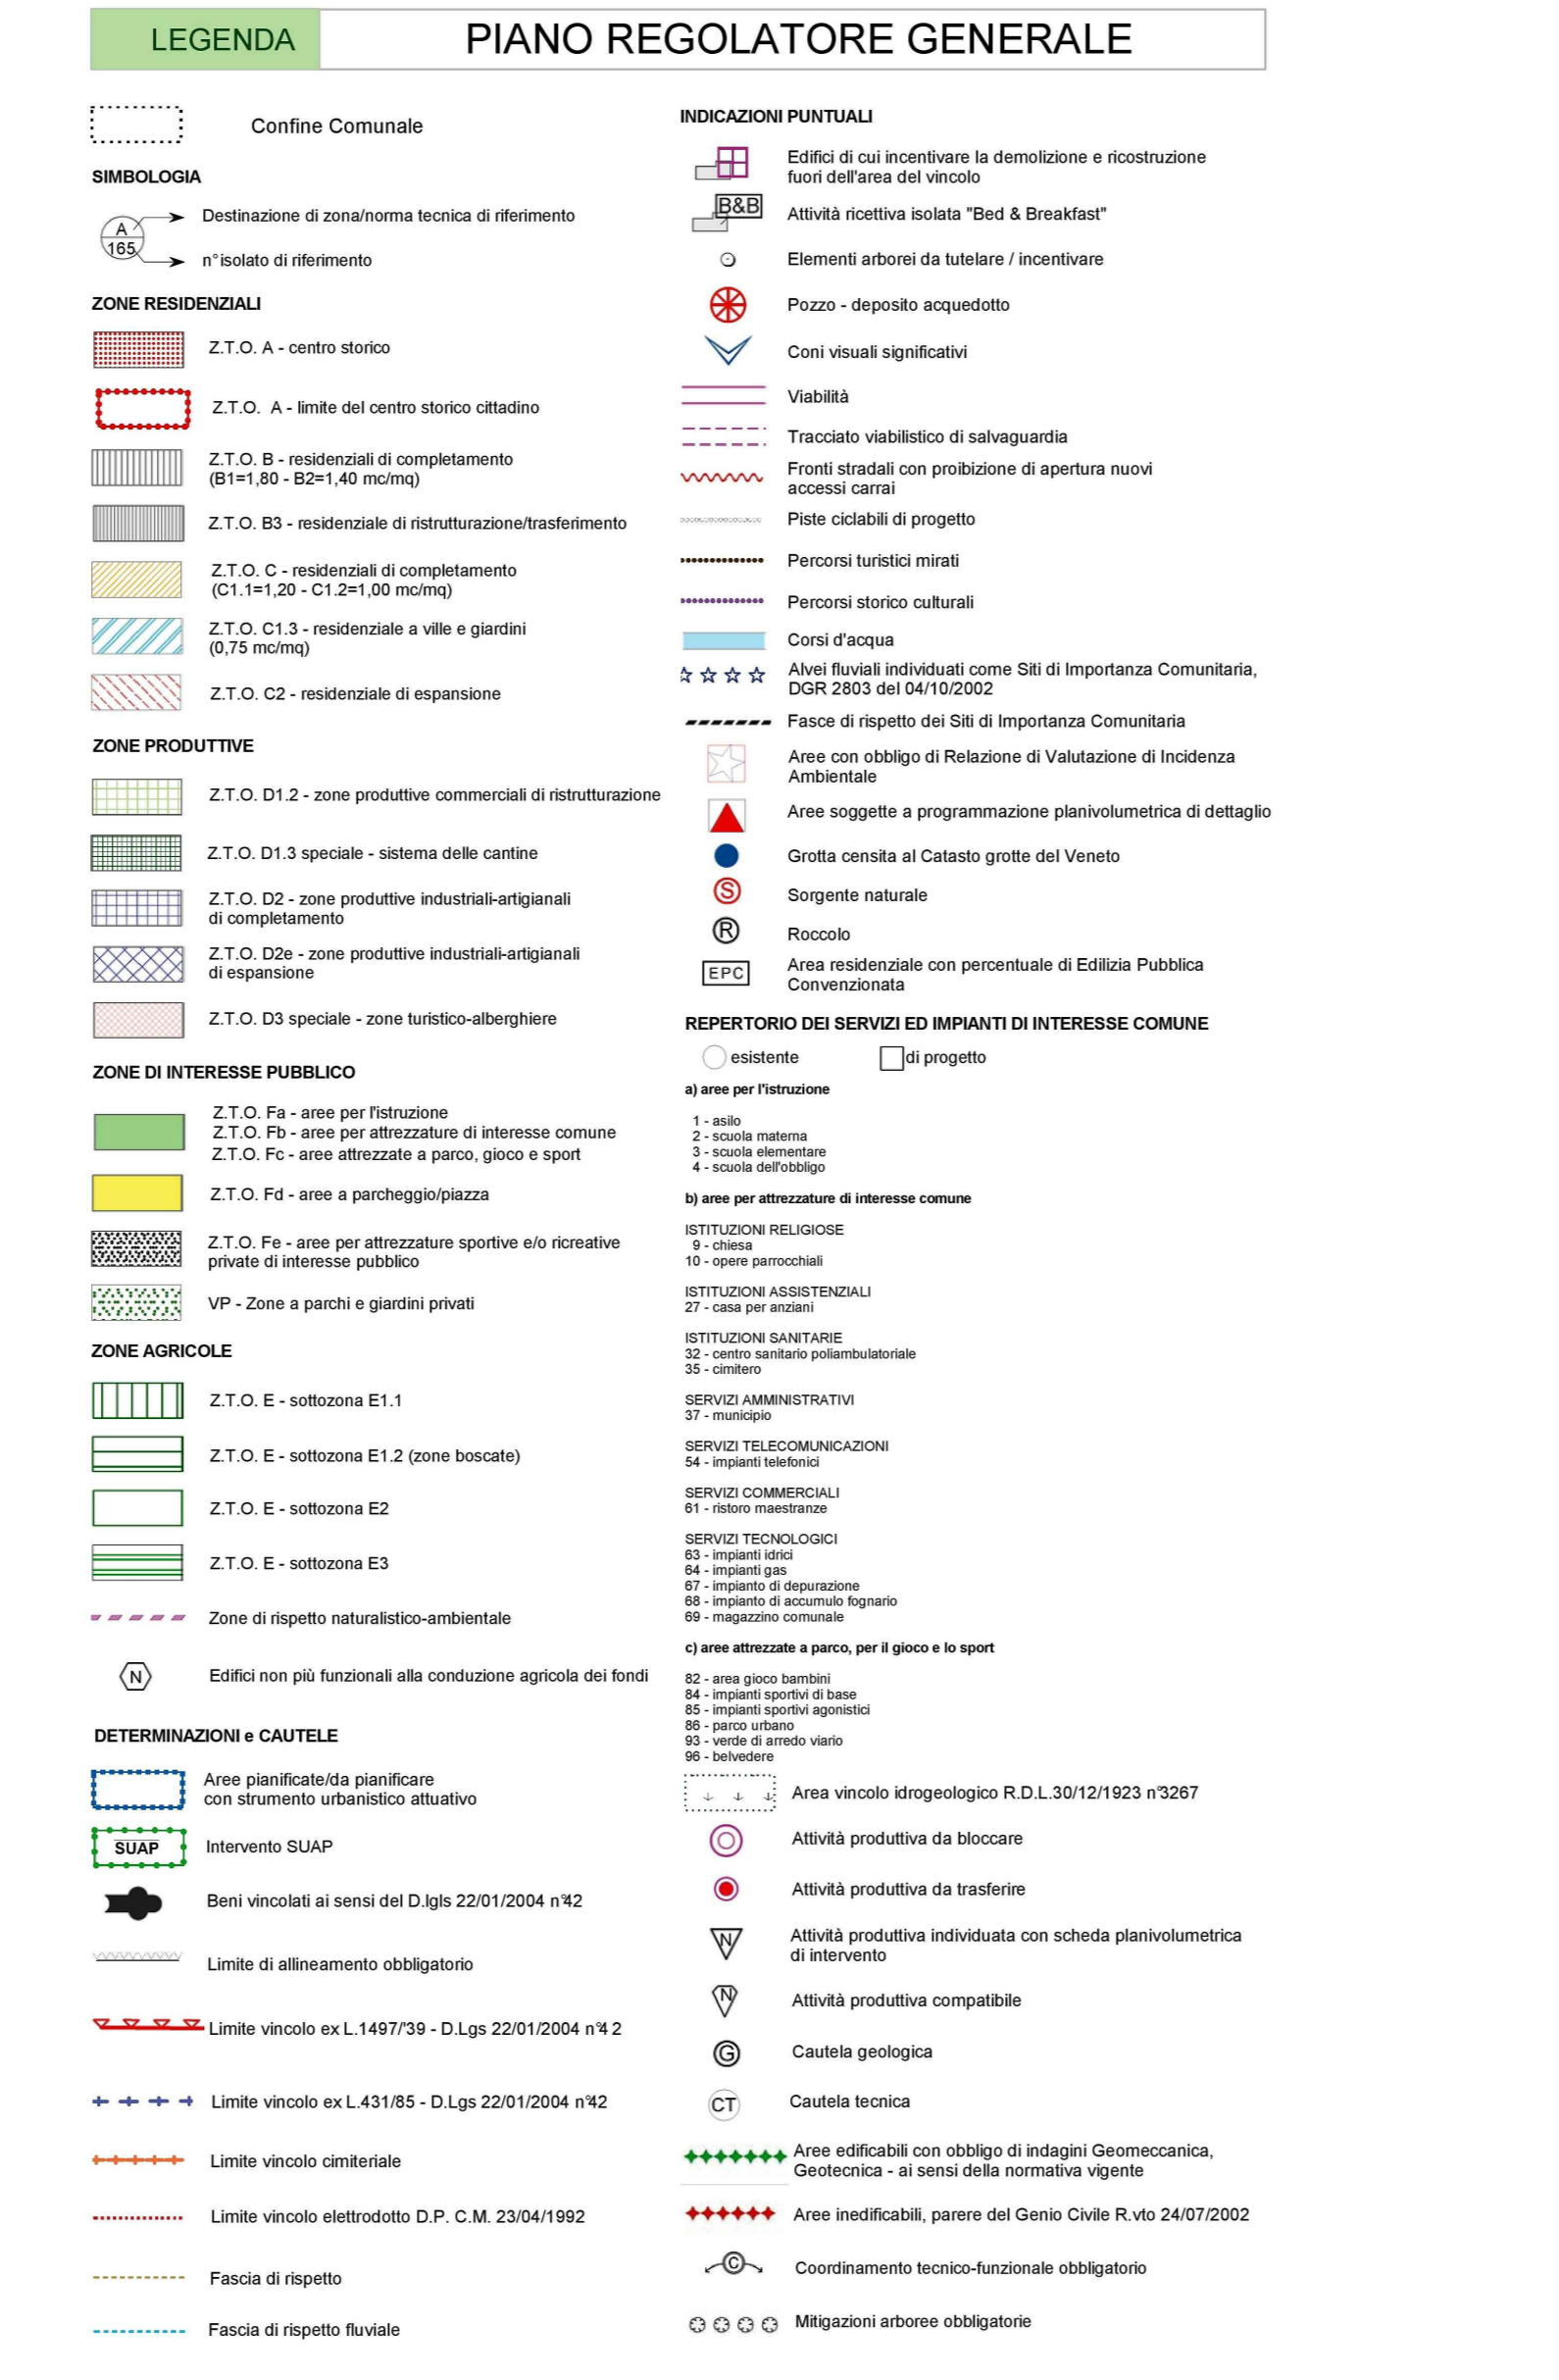 LEGENDA
PIANO REGOLATORE GENERALE
Confine Comunale
SIMBOLOGIA
A
165
Destinazione di zona/norma tecnica di riferimento
n° isolato di riferimento
ZONE RESIDENZIALI
Z.T.O. A - centro storico
Z.T.O. A - limite del centro storico cittadino
Z.T.O. B - residenziali di completamento
(B1=1,80 - B2=1,40 mc/mq)
Z.T.O. B3 - residenziale di ristrutturazione/trasferimento
Z.T.O. C - residenziali di completamento
(C1.1=1,20 - C1.2=1,00 mc/mq)
Z.T.O. C1.3 - residenziale a ville e giardini
(0,75 mc/mq)
Z.T.O. C2 - residenziale di espansione
ZONE PRODUTTIVE
Z.T.O. D1.2 - zone produttive commerciali di ristrutturazione
Z.T.O. D1.3 speciale - sistema delle cantine
Z.T.O. D2 - zone produttive industriali-artigianali
di completamento
Z.T.O. D2e - zone produttive industriali-artigianali
di espansione
Z.T.O. D3 speciale - zone turistico-alberghiere
ZONE DI INTERESSE PUBBLICO
Z.T.O. Fa - aree per l'istruzione
Z.T.O. Fb - aree per attrezzature di interesse comune
Z.T.O. Fc - aree attrezzate a parco, gioco e sport
Z.T.O. Fd - aree a parcheggio/piazza
Z.T.O. Fe - aree per attrezzature sportive e/o ricreative
private di interesse pubblico
VP - Zone a parchi e giardini privati
ZONE AGRICOLE
Z.T.O. E - sottozona E1.1
Z.T.O. E - sottozona E1.2 (zone boscate)
Z.T.O. E - sottozona E2
Z.T.O. E - sottozona E3
Zone di rispetto naturalistico-ambientale
N
Edifici non più funzionali alla conduzione agricola dei fondi
DETERMINAZIONI e CAUTELE
Aree pianificate/da pianificare
con strumento urbanistico attuativo
SUAP
Intervento SUAP
Beni vincolati ai sensi del D.lgls 22/01/2004 n°42
Limite di allineamento obbligatorio
Limite vincolo ex L.1497/'39 - D.Lgs 22/01/2004 n°4 2
Limite vincolo ex L.431/85 - D.Lgs 22/01/2004 n°42
Limite vincolo cimiteriale
Limite vincolo elettrodotto D.P. C.M. 23/04/1992
Fascia di rispetto
Fascia di rispetto fluviale
INDICAZIONI PUNTUALI
Edifici di cui incentivare la demolizione e ricostruzione
fuori dell'area del vincolo
B&B
Attività ricettiva isolata "Bed & Breakfast"
Elementi arborei da tutelare / incentivare
Pozzo - deposito acquedotto
Coni visuali significativi
Viabilità
Tracciato viabilistico di salvaguardia
Fronti stradali con proibizione di apertura nuovi
accessi carrai
Piste ciclabili di progetto
Percorsi turistici mirati
Percorsi storico culturali
Corsi d'acqua
Alvei fluviali individuati come Siti di Importanza Comunitaria,
DGR 2803 del 04/10/2002
Fasce di rispetto dei Siti di Importanza Comunitaria
Aree con obbligo di Relazione di Valutazione di Incidenza
Ambientale
Aree soggette a programmazione planivolumetrica di dettaglio
Grotta censita al Catasto grotte del Veneto
S
Sorgente naturale
R
Roccolo
EPC
Area residenziale con percentuale di Edilizia Pubblica
Convenzionata
REPERTORIO DEI SERVIZI ED IMPIANTI DI INTERESSE COMUNE
esistente
di progetto
a) aree per l'istruzione
1 - asilo
2 - scuola materna
3 - scuola elementare
4 - scuola dell'obbligo
b) aree per attrezzature di interesse comune
ISTITUZIONI RELIGIOSE
9 - chiesa
10 - opere parrocchiali
ISTITUZIONI ASSISTENZIALI
27 - casa per anziani
ISTITUZIONI SANITARIE
32 - centro sanitario poliambulatoriale
35 - cimitero
SERVIZI AMMINISTRATIVI
37 - municipio
SERVIZI TELECOMUNICAZIONI
54 - impianti telefonici
SERVIZI COMMERCIALI
61 - ristoro maestranze
SERVIZI TECNOLOGICI
63 - impianti idrici
64 - impianti gas
67 - impianto di depurazione
68 - impianto di accumulo fognario
69 - magazzino comunale
c) aree attrezzate a parco, per il gioco e lo sport
82 - area gioco bambini
84 - impianti sportivi di base
85 - impianti sportivi agonistici
86 - parco urbano
93 - verde di arredo viario
96 - belvedere
Area vincolo idrogeologico R.D.L.30/12/1923 n°3267
Attività produttiva da bloccare
Attività produttiva da trasferire
N
Attività produttiva individuata con scheda planivolumetrica
di intervento
N
Attività produttiva compatibile
G
Cautela geologica
CT
Cautela tecnica
Aree edificabili con obbligo di indagini Geomeccanica,
Geotecnica - ai sensi della normativa vigente
Aree inedificabili, parere del Genio Civile R.vto 24/07/2002
C
Coordinamento tecnico-funzionale obbligatorio
Mitigazioni arboree obbligatorie